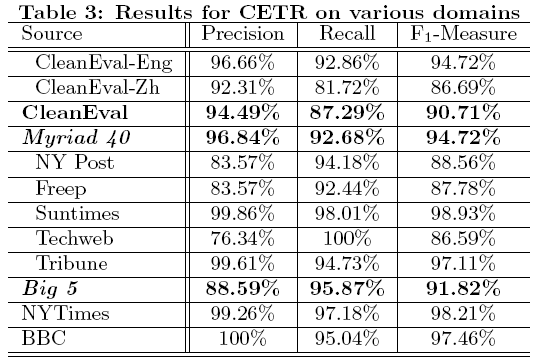 Table 3: Results for CETR on various domains
Source Precision Recall F₁-Measure
CleanEval-Eng 96.66% 92.86% 94.72%
CleanEval-Zh 92.31% 81.72% 86.69%
CleanEval 94.49% 87.29% 90.71%
Myriad 40 96.84% 92.68% 94.72%
NY Post 83.57% 94.18% 88.56%
Freep 83.57% 92.44% 87.78%
Suntimes 99.86% 98.01% 98.93%
Techweb 76.34% 100% 86.59%
Tribune 99.61% 94.73% 97.11%
Big 5 88.59% 95.87% 91.82%
NYTimes 99.26% 97.18% 98.21%
BBC 100% 95.04% 97.46%